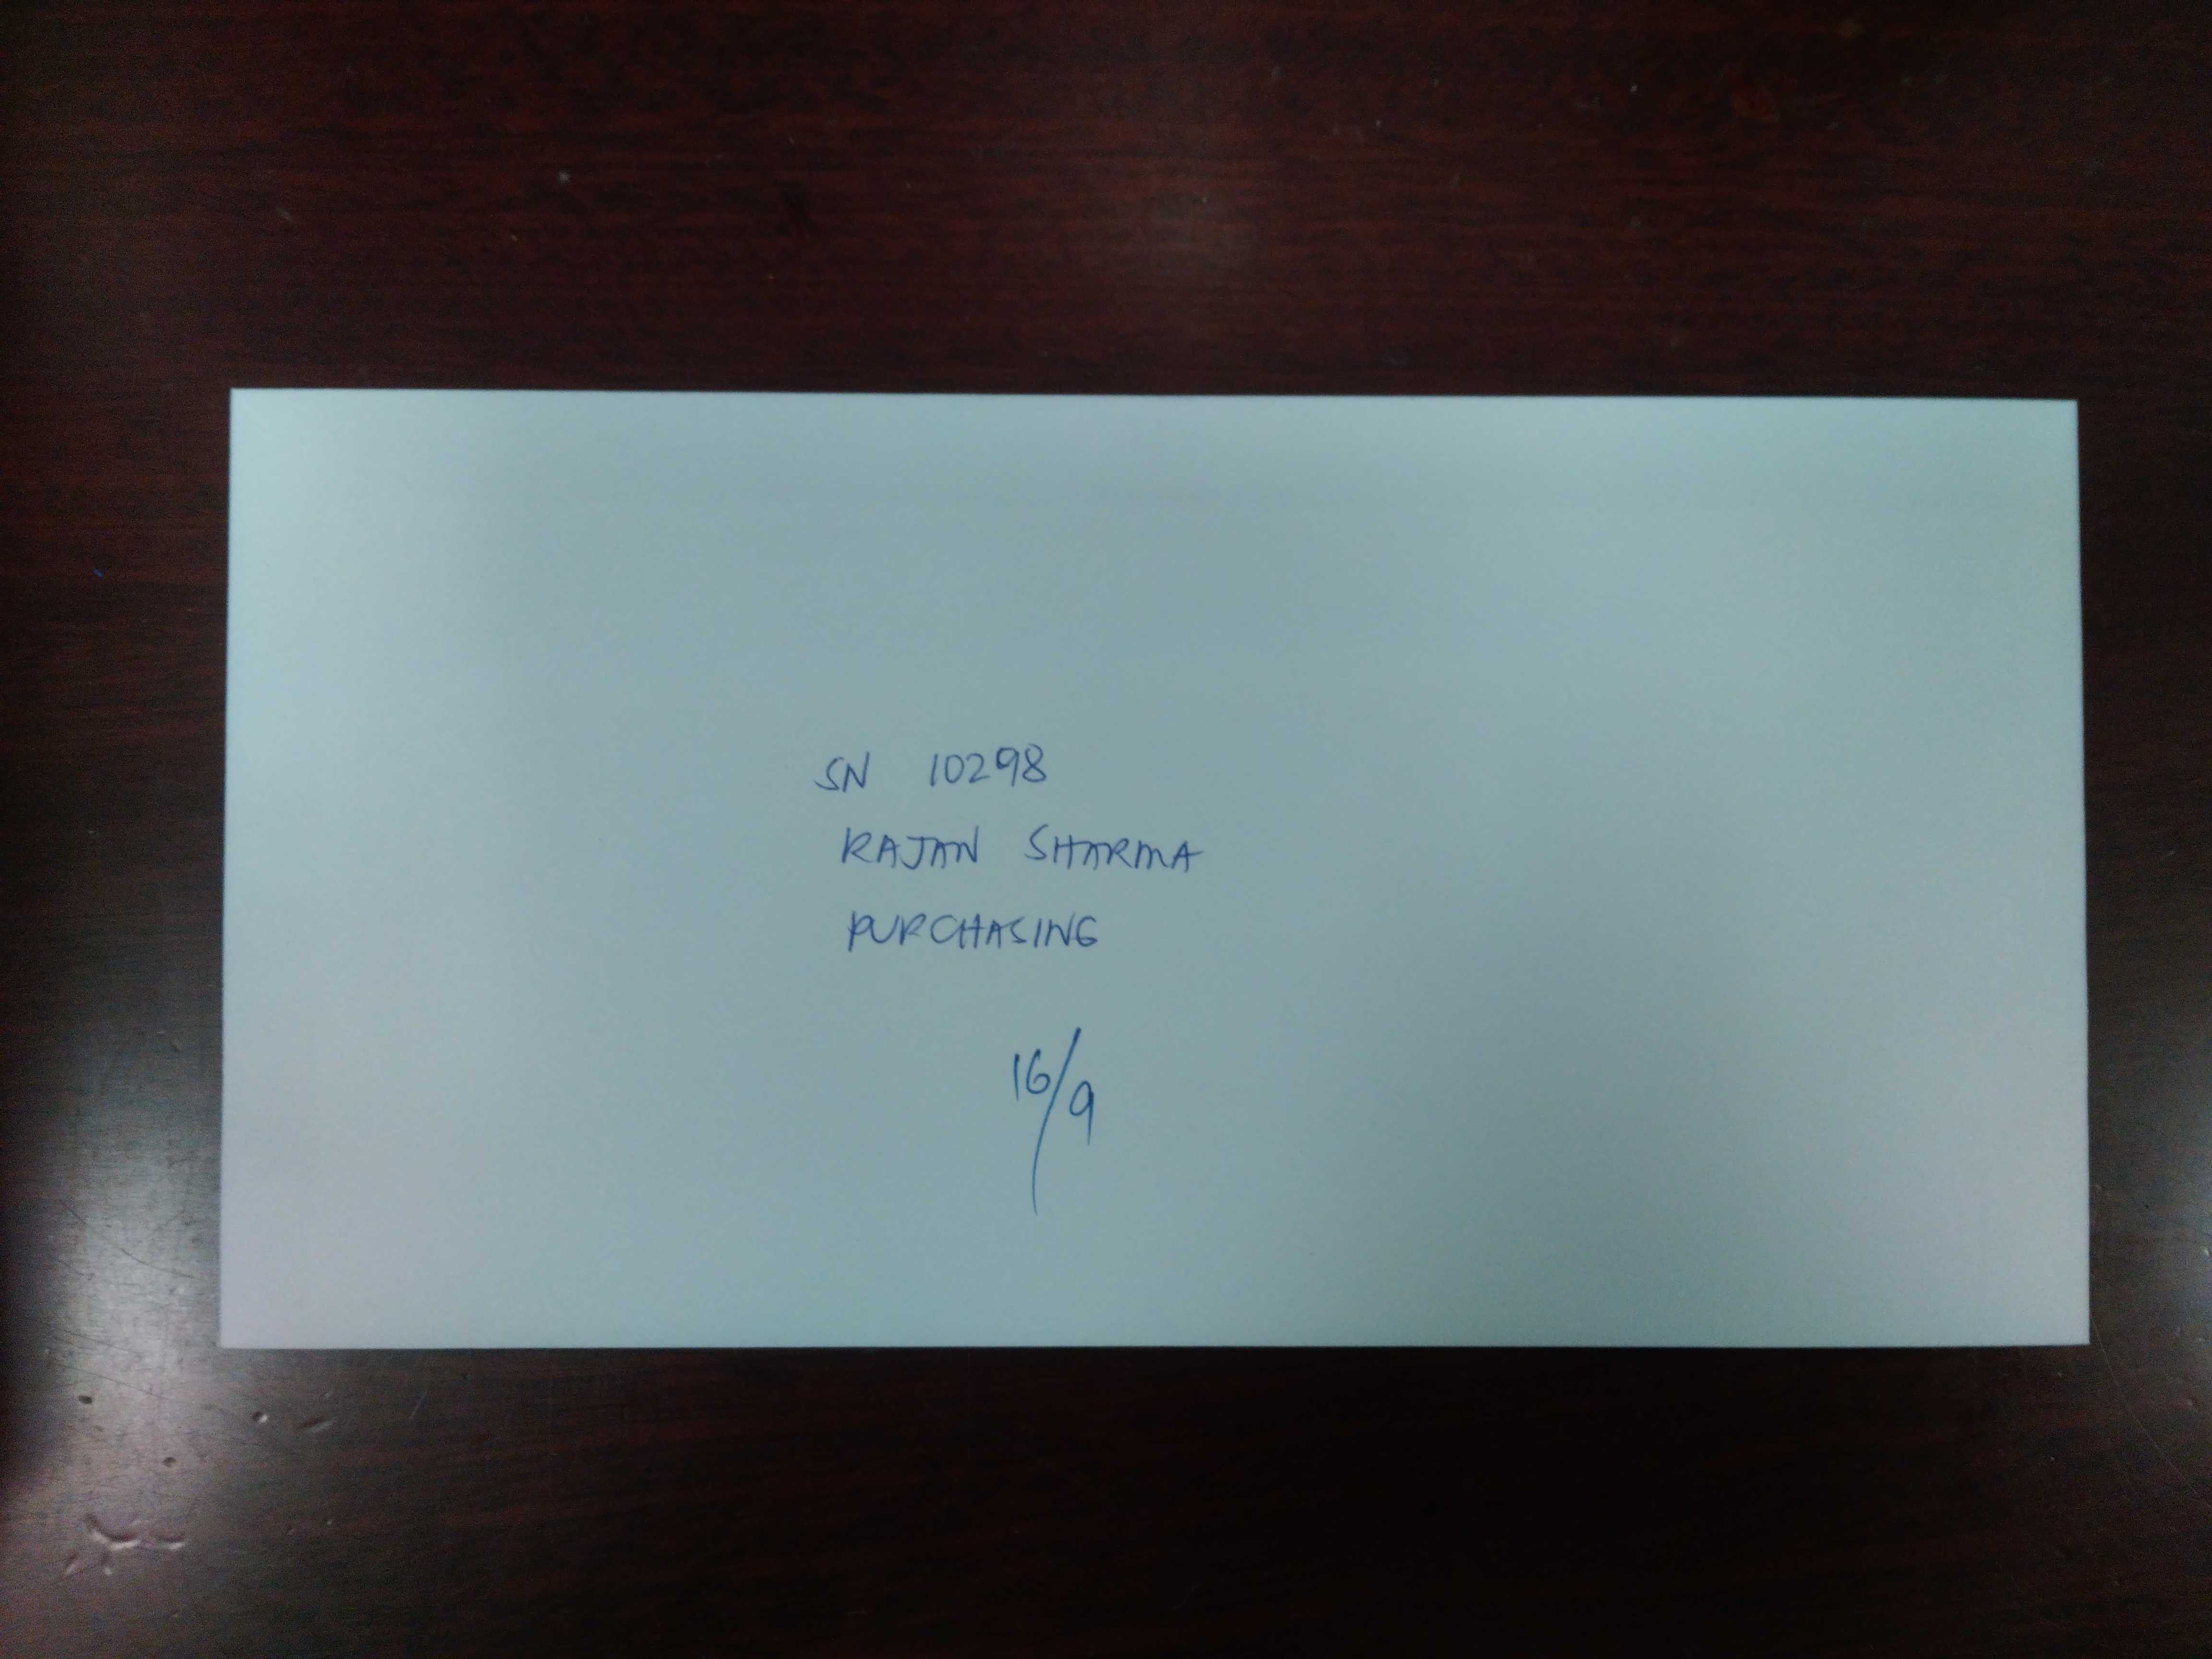 SN 10298
RAJAN SHARMA
PURCHASING
16/9